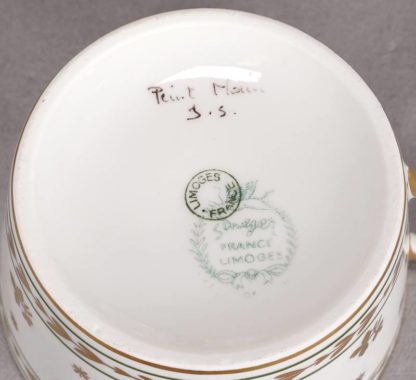 Peint Main
J.S.
LIMOGES
FRANCE
FRANCE
LIMOGES